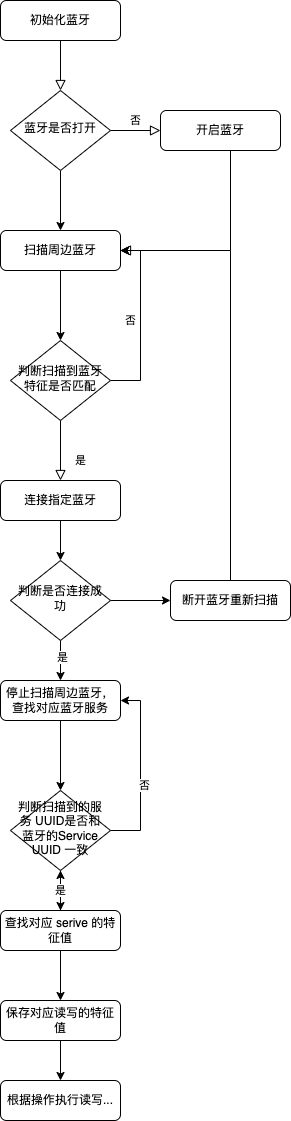 初始化蓝牙
蓝牙是否打开
否
开启蓝牙
扫描周边蓝牙
否
判断扫描到蓝牙
特征是否匹配
是
连接指定蓝牙
判断是否连接成
功
断开蓝牙重新扫描
是
停止扫描周边蓝牙，
查找对应蓝牙服务
否
判断扫描到的服
务 UUID是否和
蓝牙的Service
UUID 一致
是
查找对应 serive 的特
征值
保存对应读写的特征
值
根据操作执行读写...